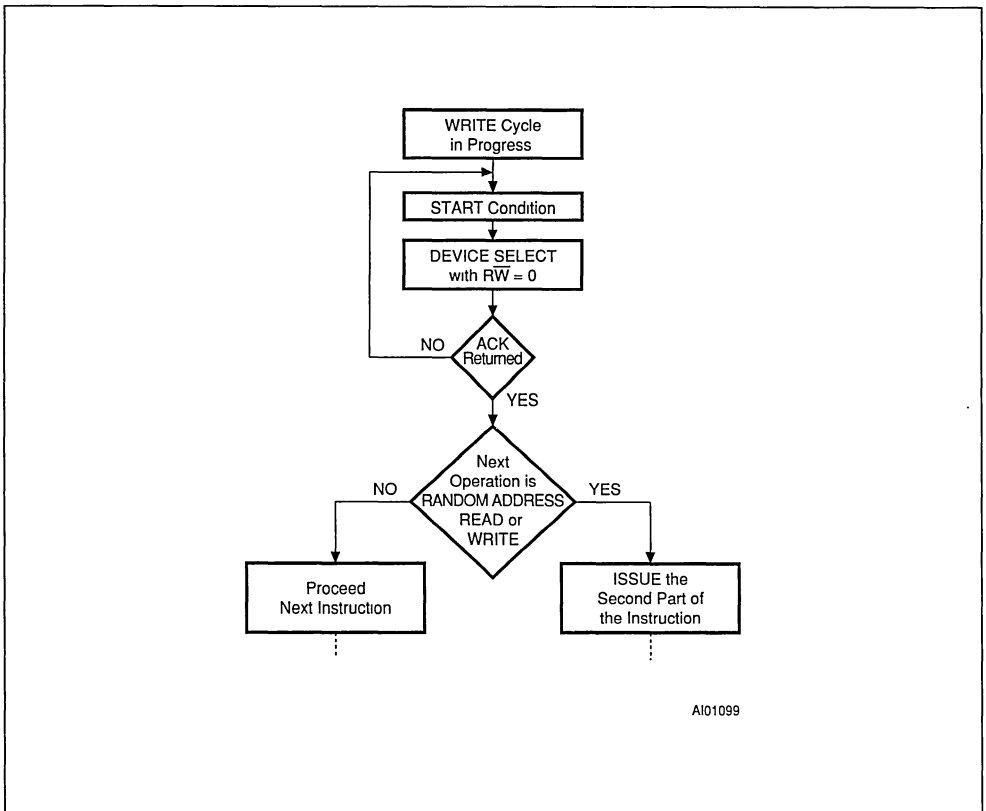 WRITE Cycle
in Progress
START Condition
DEVICE SELECT
with RW̅ = 0
NO
ACK
Returned
YES
Next
Operation is
RANDOM ADDRESS
READ or
WRITE
NO
YES
Proceed
Next Instruction
ISSUE the
Second Part of
the Instruction
AI01099